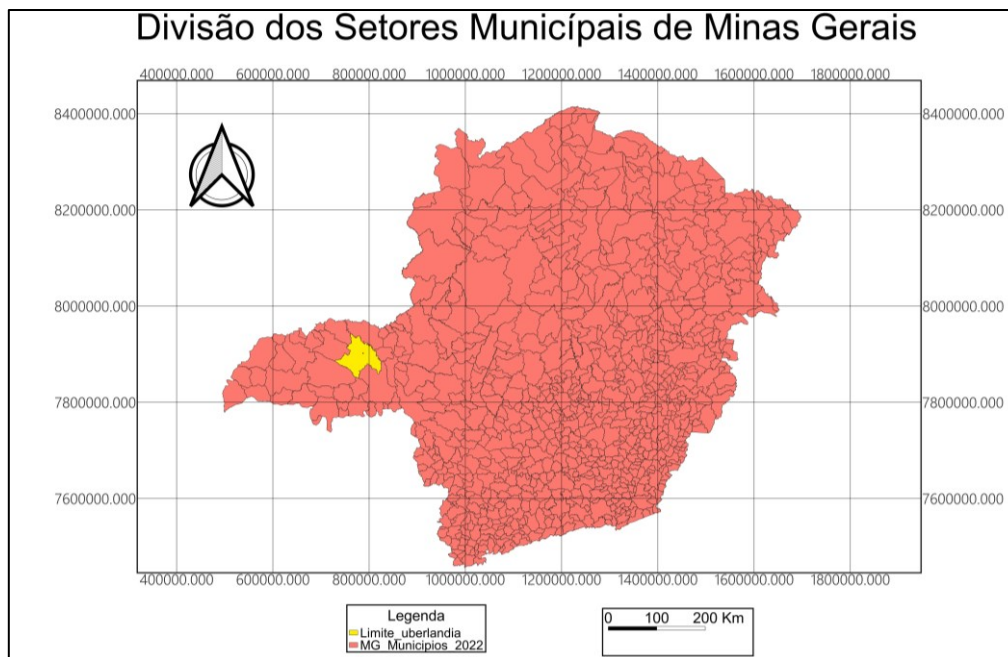 Divisão dos Setores Municípais de Minas Gerais
400000.000 600000.000 800000.000 1000000.000 1200000.000 1400000.000 1600000.000 1800000.000
8400000.000 8400000.000
8200000.000 8200000.000
8000000.000 8000000.000
7800000.000 7800000.000
7600000.000 7600000.000
400000.000 600000.000 800000.000 1000000.000 1200000.000 1400000.000 1600000.000 1800000.000
Legenda
Limite_uberlandia
MG_Municipios_2022
0 100 200 Km